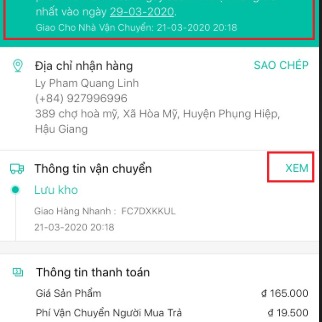 nhất vào ngày 29-03-2020.
Giao Cho Nhà Vận Chuyển: 21-03-2020 20:18
Địa chỉ nhận hàng SAO CHÉP
Ly Pham Quang Linh
(+84) 927996996
389 chợ hoà mỹ, Xã Hòa Mỹ, Huyện Phụng Hiệp,
Hậu Giang
Thông tin vận chuyển XEM
Lưu kho
Giao Hàng Nhanh : FC7DXKKUL
21-03-2020 20:18
Thông tin thanh toán
Giá Sản Phẩm ₫ 165.000
Phí Vận Chuyển Người Mua Trả ₫ 19.500